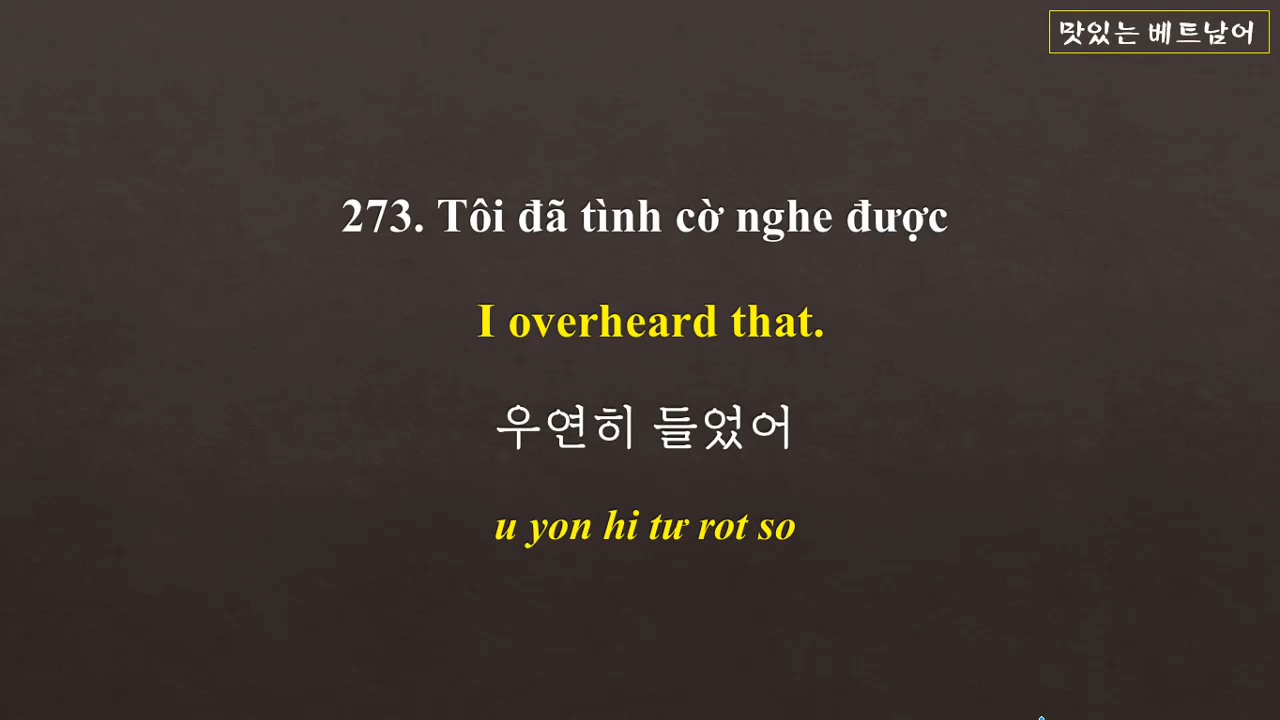 맛있는 베트남어
273. Tôi đã tình cờ nghe được
I overheard that.
우연히 들었어
u yon hi tư rot so